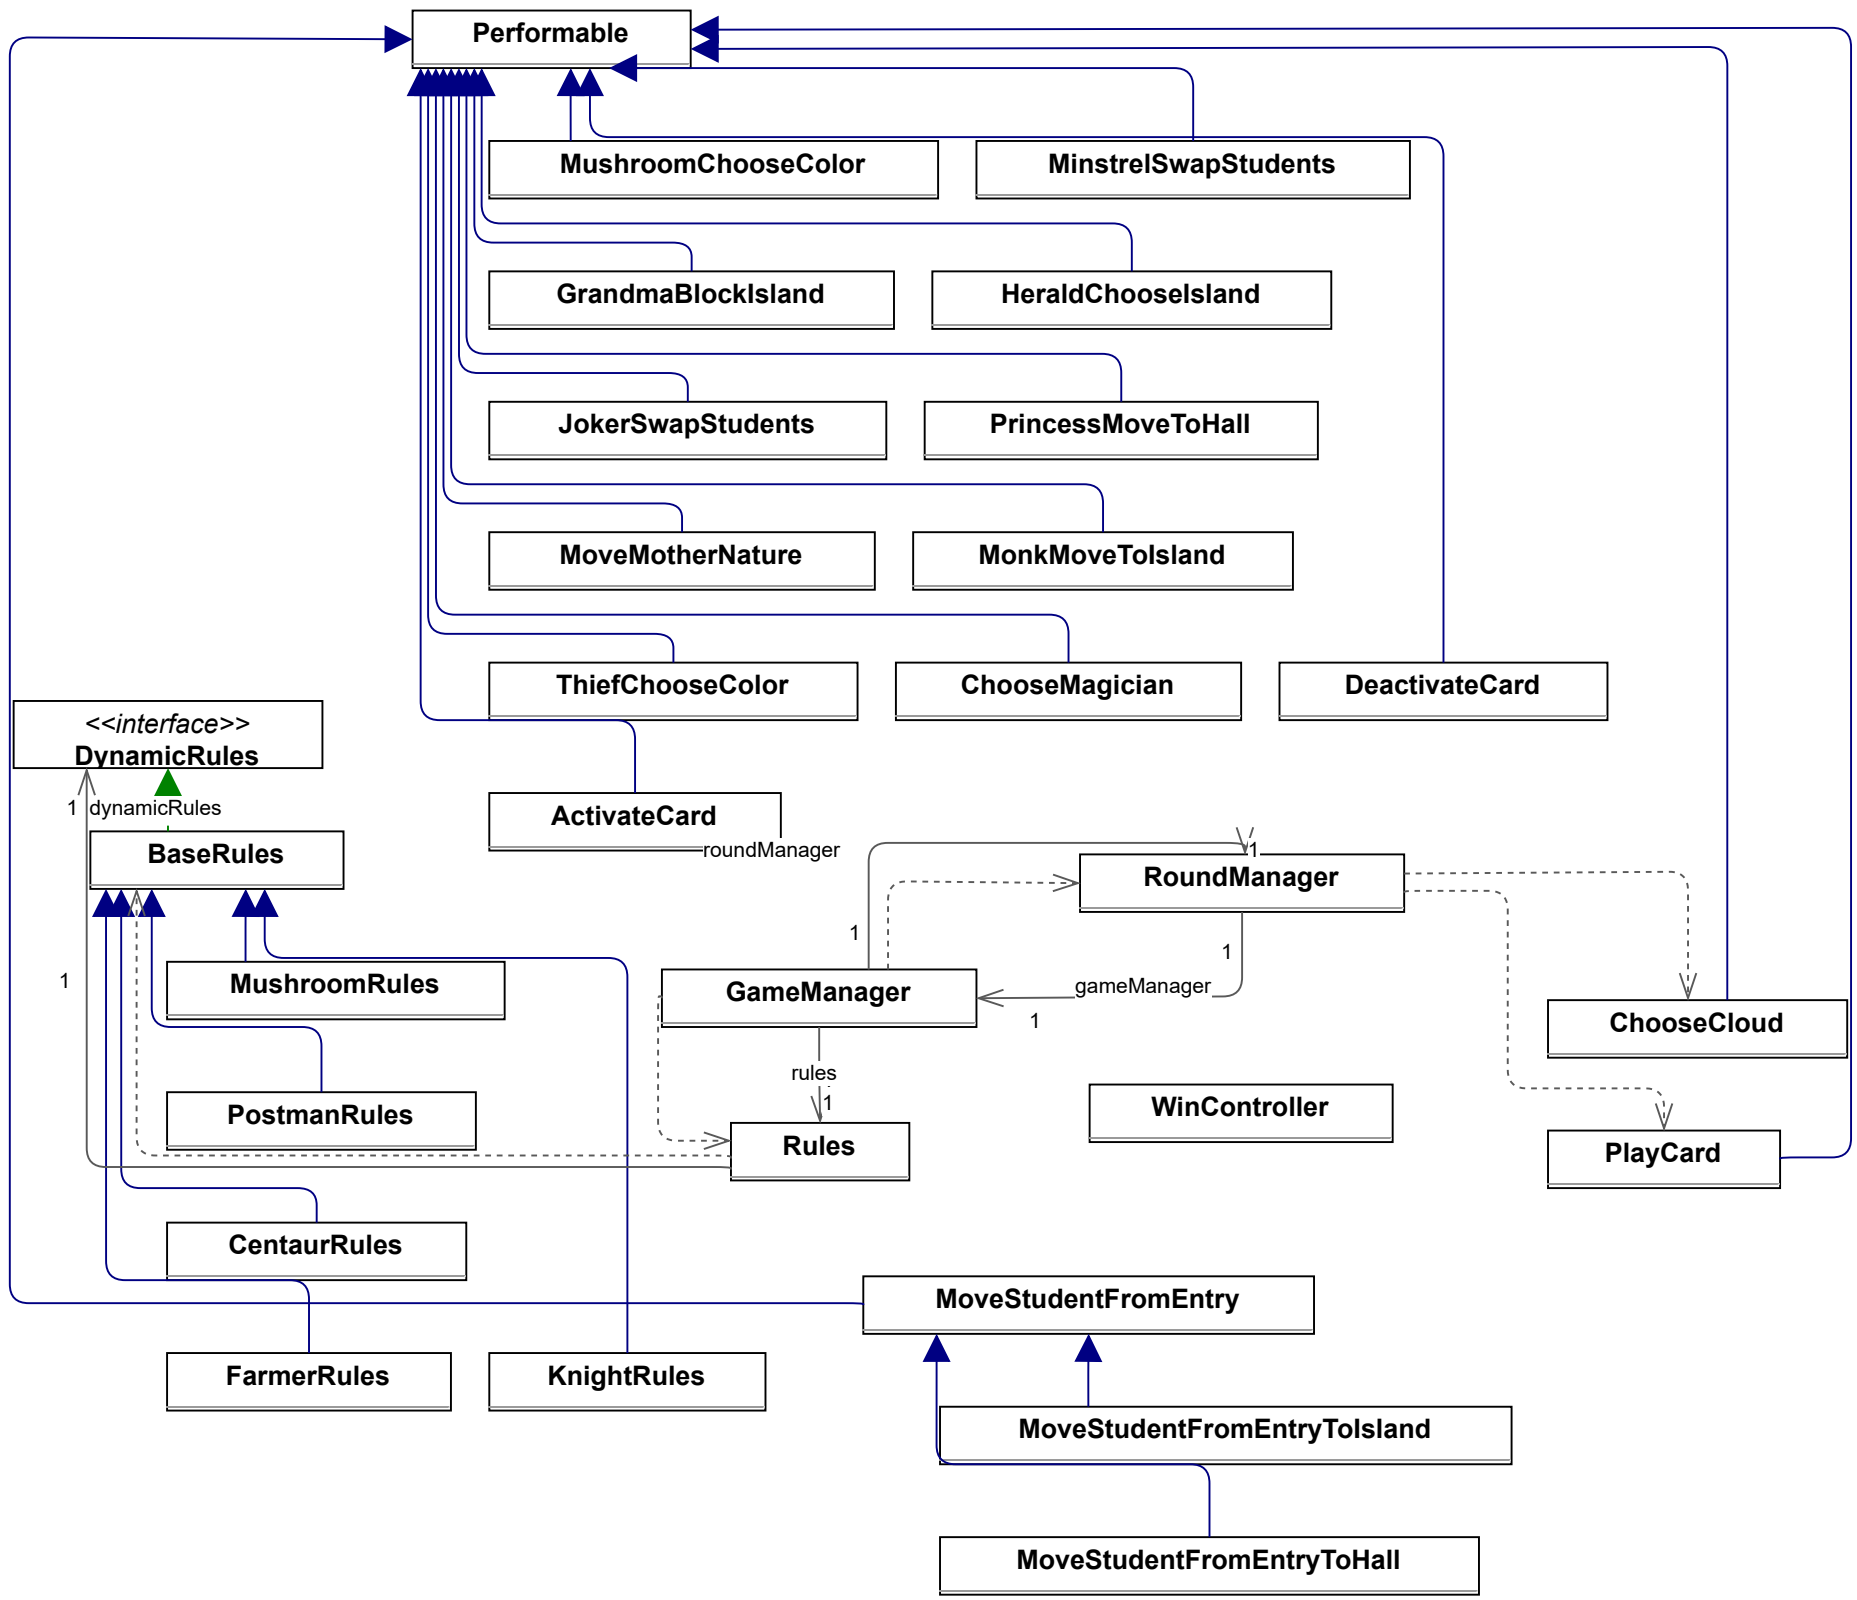 Performable
MushroomChooseColor
MinstrelSwapStudents
GrandmaBlockIsland
HeraldChooseIsland
JokerSwapStudents
PrincessMoveToHall
MoveMotherNature
MonkMoveToIsland
ThiefChooseColor
ChooseMagician
DeactivateCard
<<interface>>
DynamicRules
1
dynamicRules
ActivateCard
roundManager
1
BaseRules
RoundManager
1
1
1
MushroomRules
GameManager
gameManager
1
ChooseCloud
rules
1
PostmanRules
WinController
Rules
PlayCard
CentaurRules
MoveStudentFromEntry
FarmerRules
KnightRules
MoveStudentFromEntryToIsland
MoveStudentFromEntryToHall